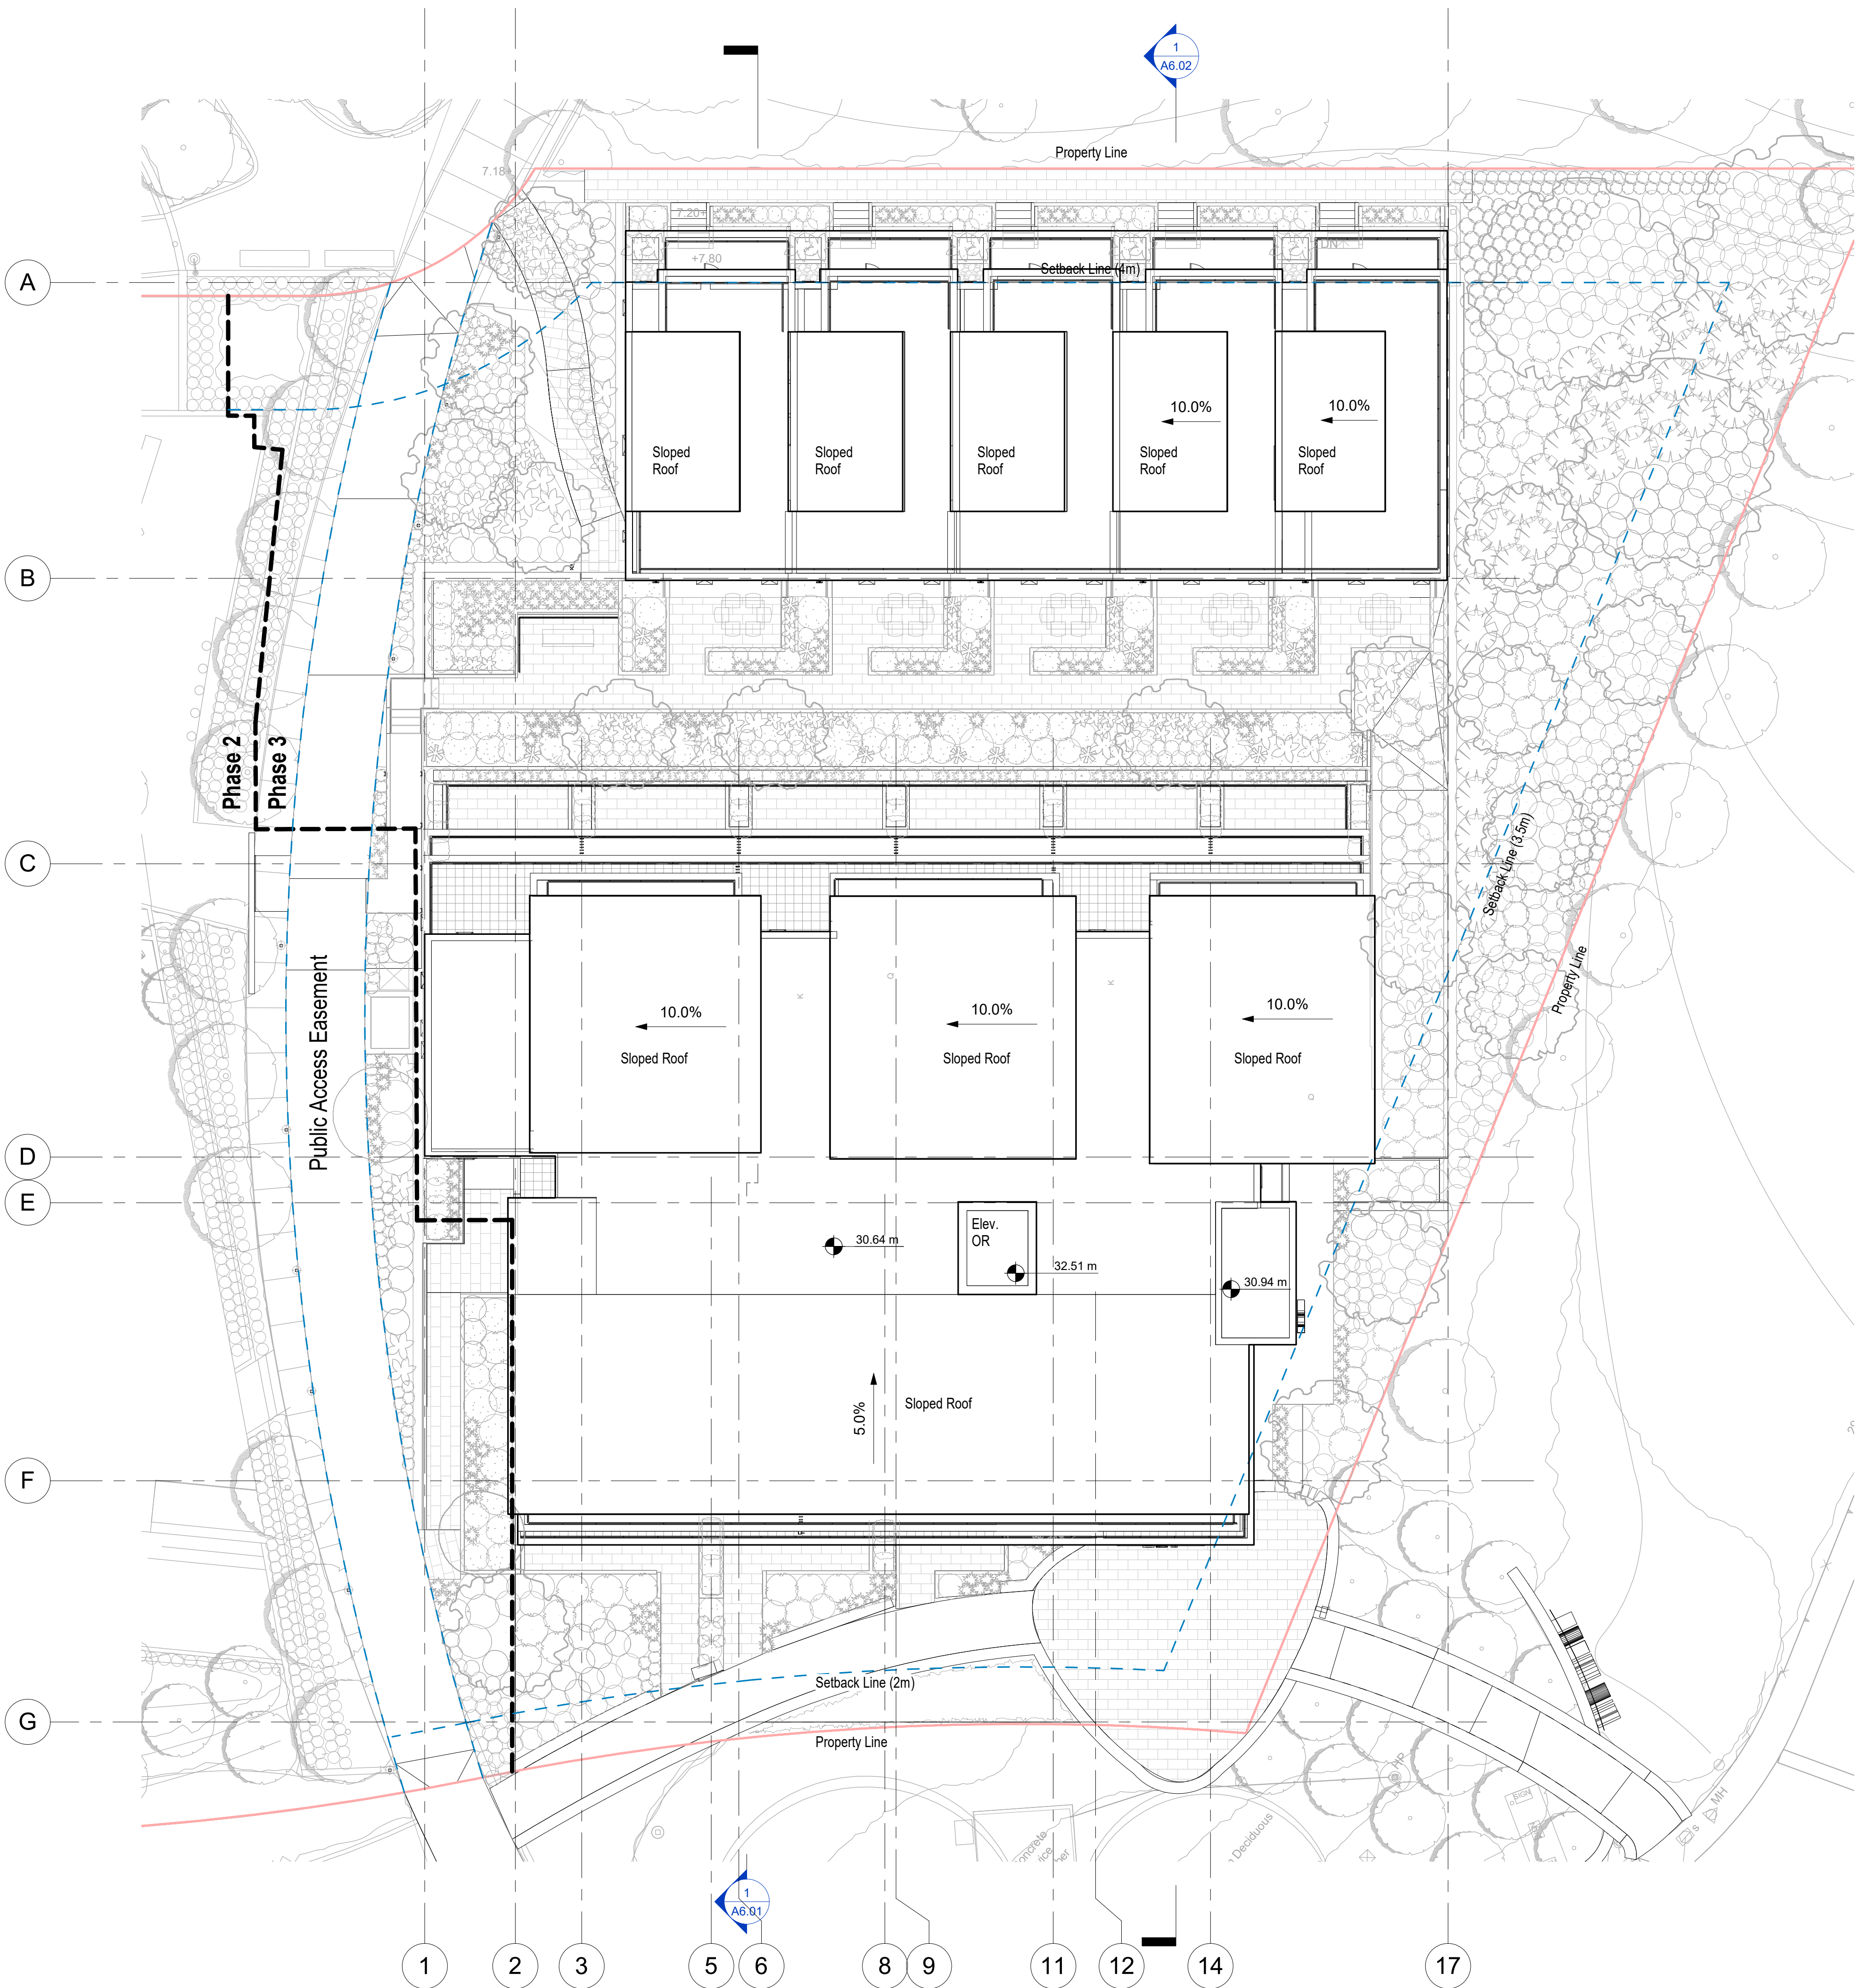 1
A6.02
Property Line
7.18+
7.20+
+7.80
DN
A
Setback Line (4m)
10.0%
10.0%
Sloped
Roof
Sloped
Roof
Sloped
Roof
Sloped
Roof
Sloped
Roof
B
Phase 2
Phase 3
C
Setback Line (3.5m)
Property Line
Public Access Easement
K
K
10.0%
10.0%
10.0%
Sloped Roof
Sloped Roof
Sloped Roof
D
E
Elev.
OR
30.64 m
32.51 m
30.94 m
5.0%
Sloped Roof
F
Setback Line (2m)
G
Property Line
HP
SIGN
MH
S
Deciduous
1
A6.01
1
2
3
5
6
8
9
11
12
14
17